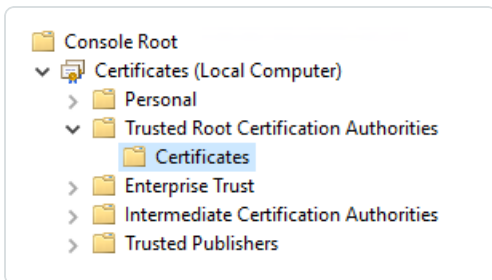 Console Root
Certificates (Local Computer)
Personal
Trusted Root Certification Authorities
Certificates
Enterprise Trust
Intermediate Certification Authorities
Trusted Publishers